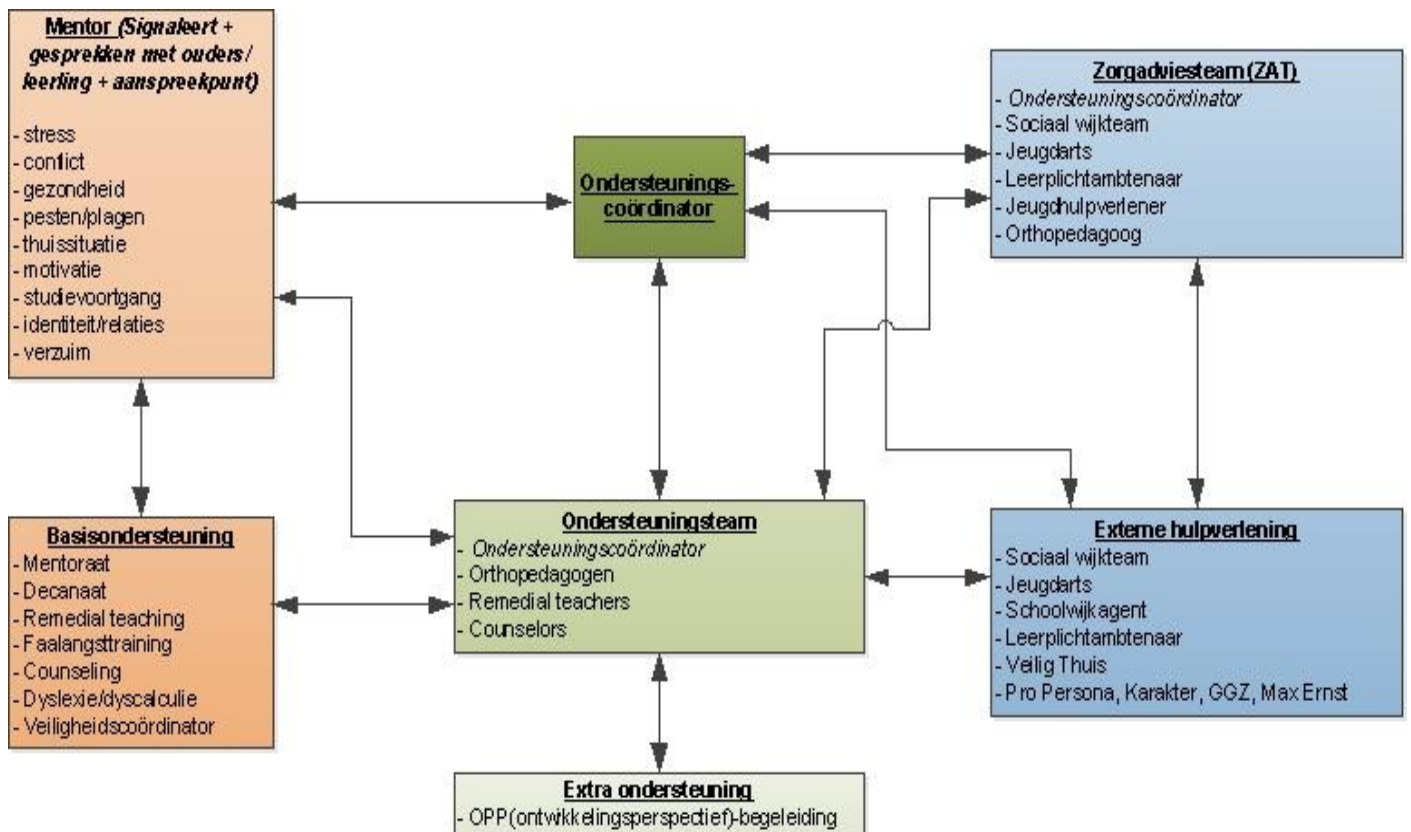 Mentor (Signaleert +
gesprekken met ouders/
leerling + aanspreekpunt)
- stress
- conflict
- gezondheid
- pesten/plagen
- thuissituatie
- motivatie
- studievoortgang
- identiteit/relaties
- verzuim
Ondersteunings-
coördinator
Zorgadviesteam (ZAT)
- Ondersteuningscoördinator
- Sociaal wijkteam
- Jeugdarts
- Leerplichtambtenaar
- Jeugdhulpverlener
- Orthopedagoog
Basisondersteuning
- Mentoraat
- Decanaat
- Remedial teaching
- Faalangsttraining
- Counseling
- Dyslexie/dyscalculie
- Veiligheidscoördinator
Ondersteuningsteam
- Ondersteuningscoördinator
- Orthopedagogen
- Remedial teachers
- Counselors
Externe hulpverlening
- Sociaal wijkteam
- Jeugdarts
- Schoolwijkagent
- Leerplichtambtenaar
- Veilig Thuis
- Pro Persona, Karakter, GGZ, Max Ernst
Extra ondersteuning
- OPP(ontwikkelingsperspectief)-begeleiding